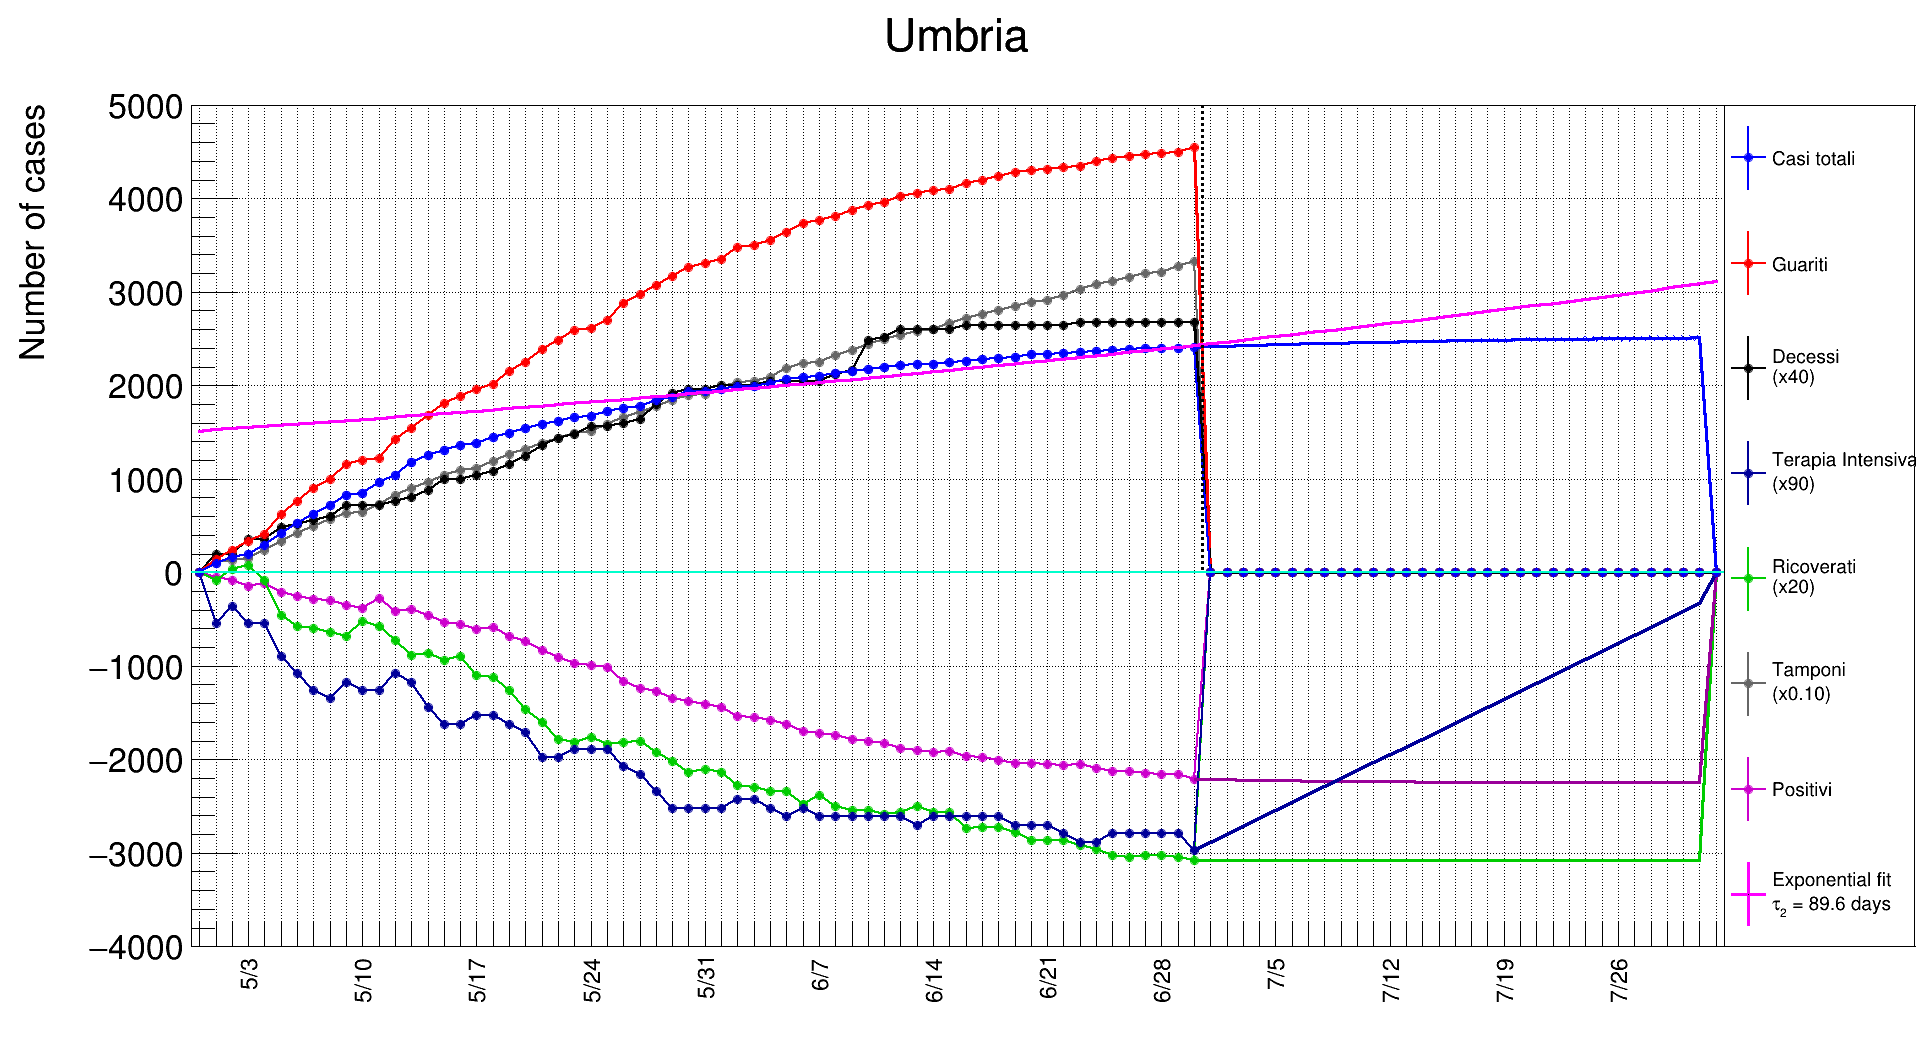 Umbria
Number of cases
5000
4000
3000
2000
1000
0
−1000
−2000
−3000
−4000
5/3
5/10
5/17
5/24
5/31
6/7
6/14
6/21
6/28
7/5
7/12
7/19
7/26
Casi totali
Guariti
Decessi
(x40)
Terapia Intensiva
(x90)
Ricoverati
(x20)
Tamponi
(x0.10)
Positivi
Exponential fit
τ2 = 89.6 days